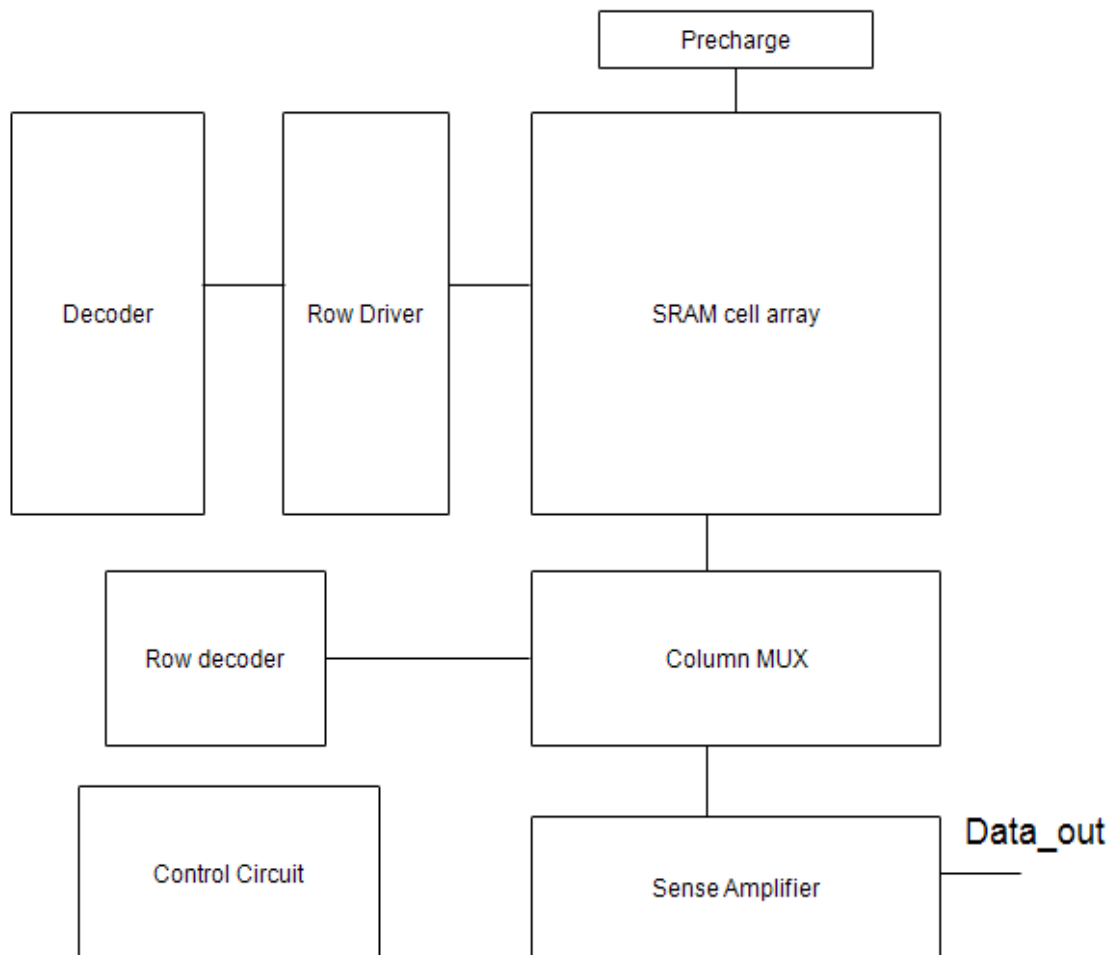 Precharge
Decoder
Row Driver
SRAM cell array
Row decoder
Column MUX
Data_out
Control Circuit
Sense Amplifier